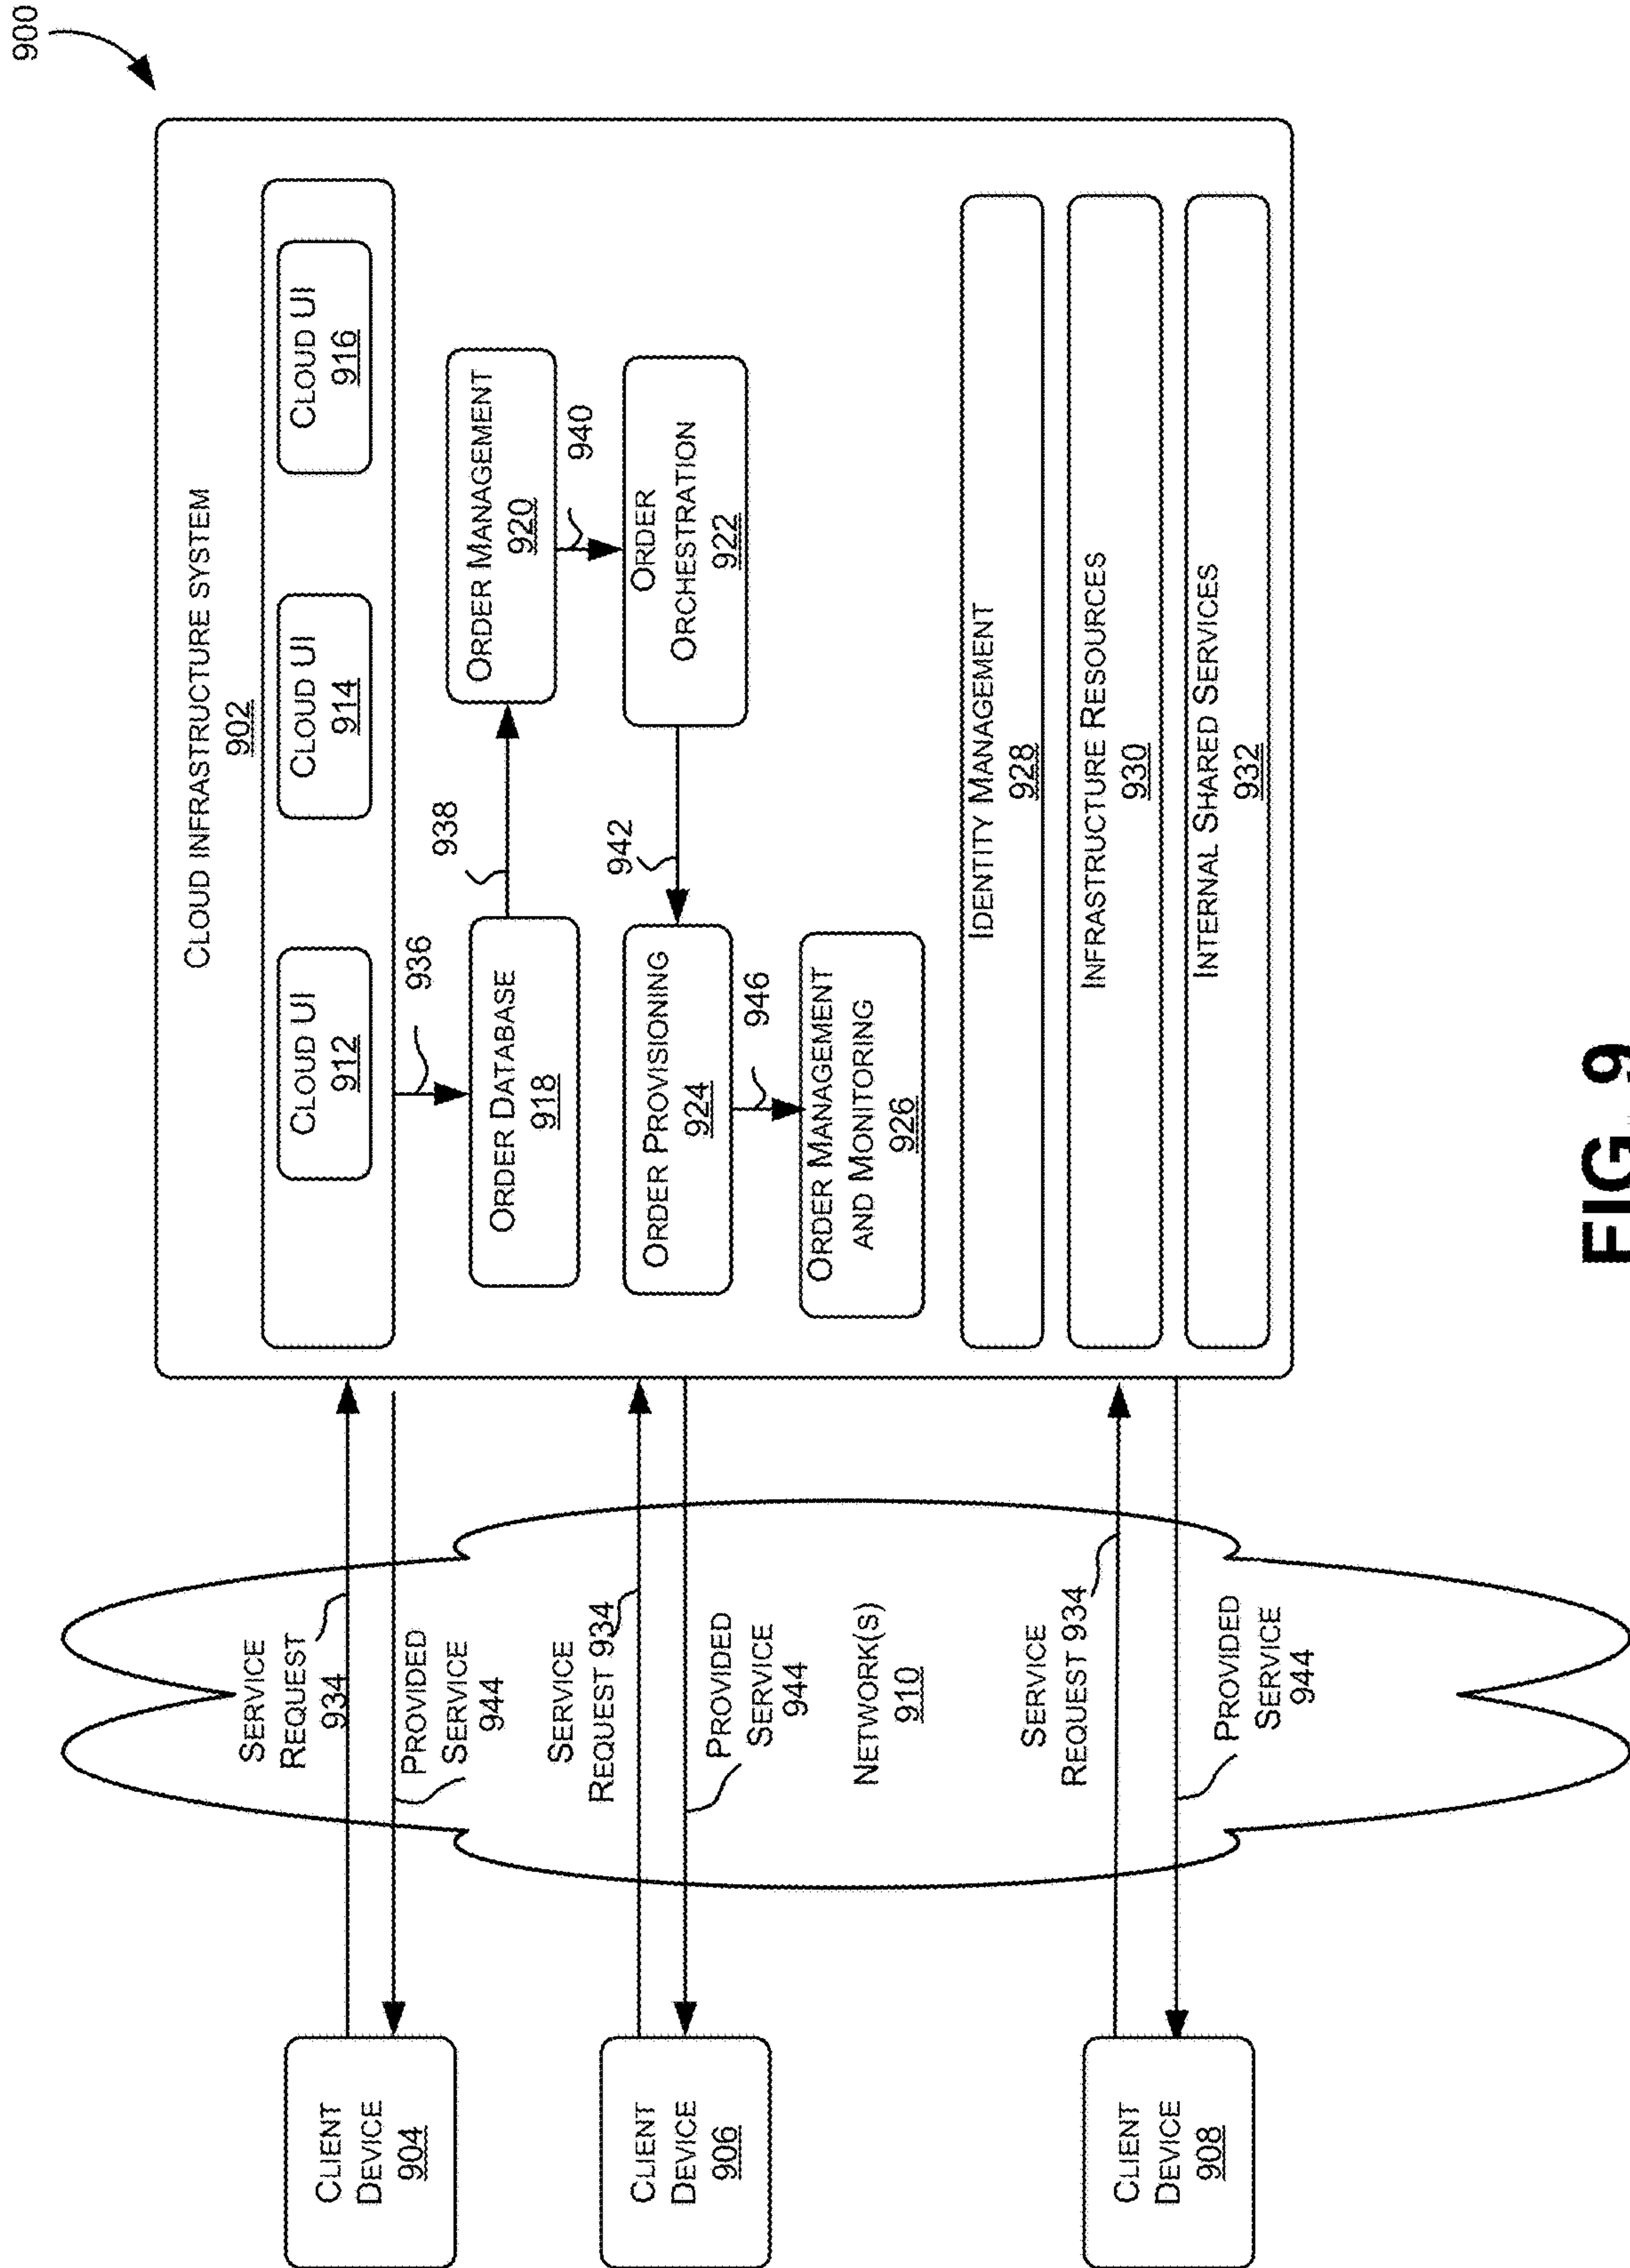 900
CLOUD INFRASTRUCTURE SYSTEM
902
CLOUD UI
912
CLOUD UI
914
CLOUD UI
916
936
ORDER DATABASE
918
938
ORDER MANAGEMENT
920
940
ORDER
ORCHESTRATION
922
942
ORDER PROVISIONING
924
946
ORDER MANAGEMENT
AND MONITORING
926
IDENTITY MANAGEMENT
928
INFRASTRUCTURE RESOURCES
930
INTERNAL SHARED SERVICES
932
CLIENT
DEVICE
904
SERVICE
REQUEST
934
PROVIDED
SERVICE
944
CLIENT
DEVICE
906
SERVICE
REQUEST 934
PROVIDED
SERVICE
944
NETWORK(S)
910
CLIENT
DEVICE
908
SERVICE
REQUEST 934
PROVIDED
SERVICE
944
FIG. 9